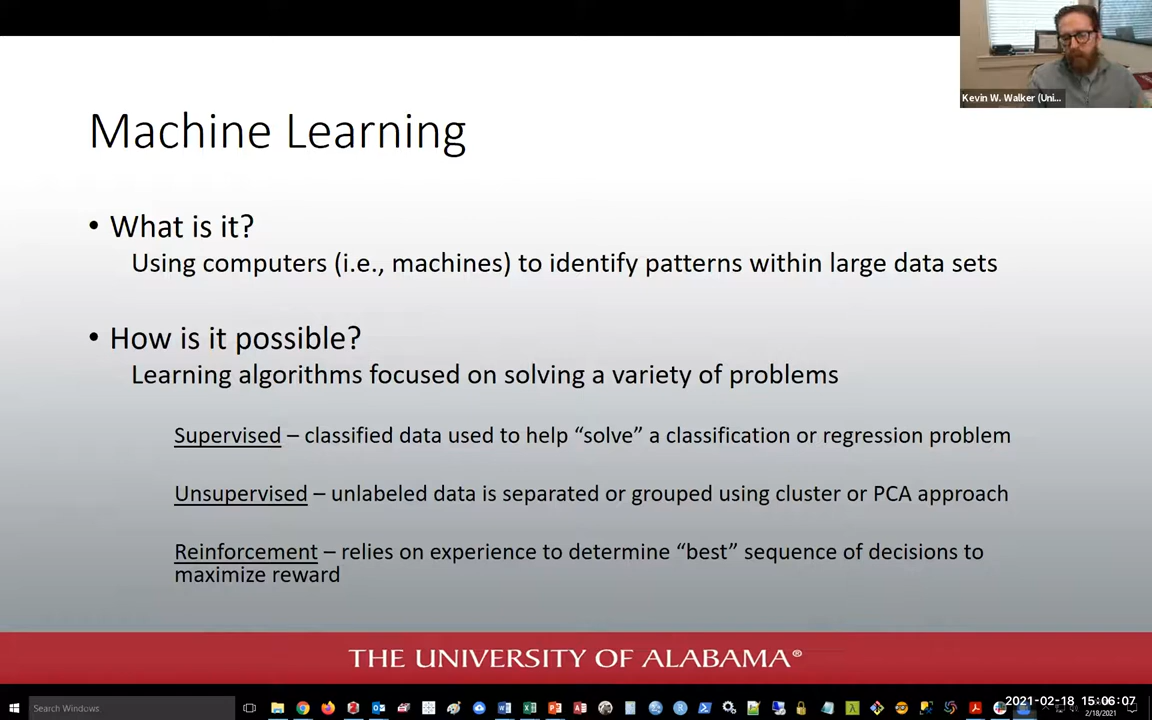 Kevin W. Walker (Uni...
Machine Learning
• What is it?
Using computers (i.e., machines) to identify patterns within large data sets
• How is it possible?
Learning algorithms focused on solving a variety of problems
Supervised – classified data used to help “solve” a classification or regression problem
Unsupervised – unlabeled data is separated or grouped using cluster or PCA approach
Reinforcement – relies on experience to determine “best” sequence of decisions to
maximize reward
THE UNIVERSITY OF ALABAMA®
Search Windows
2021-02-18 15:06:07
2/18/2021